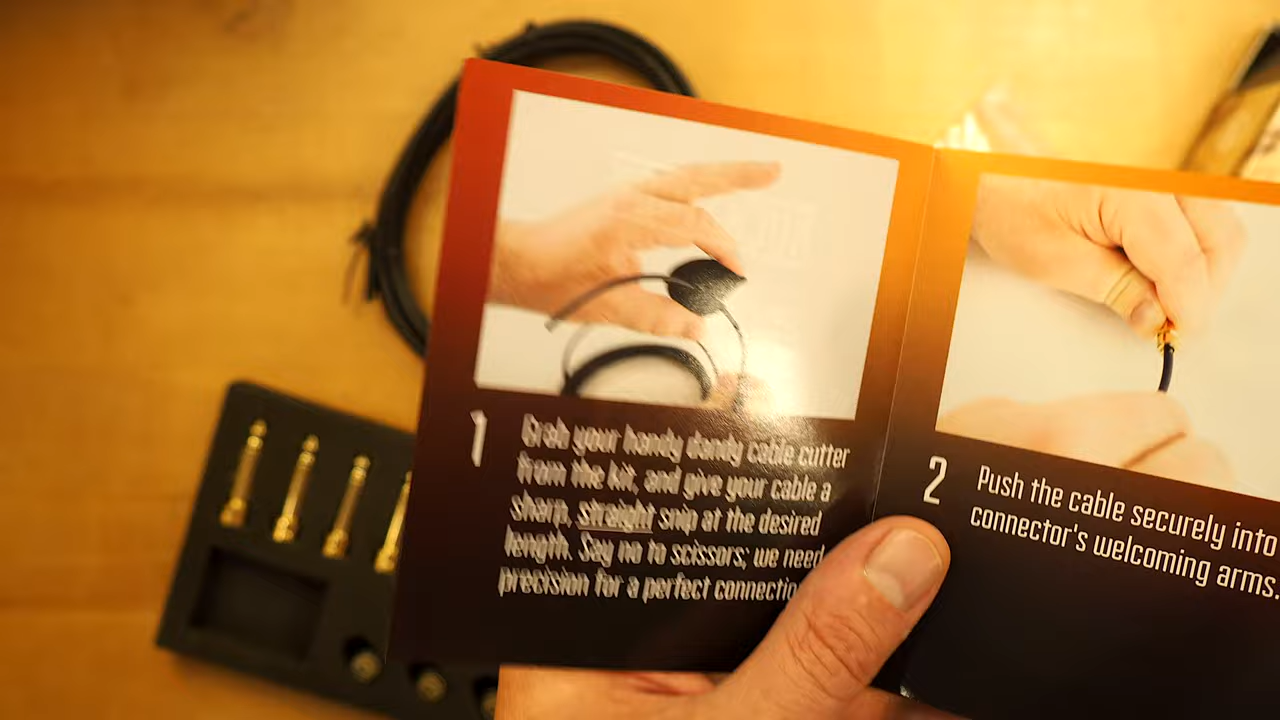 1
Grab your handy dandy cable cutter
from the kit, and give your cable a
sharp, straight snip at the desired
length. Say no to scissors; we need
precision for a perfect connectio
2
Push the cable securely into
connector's welcoming arms.